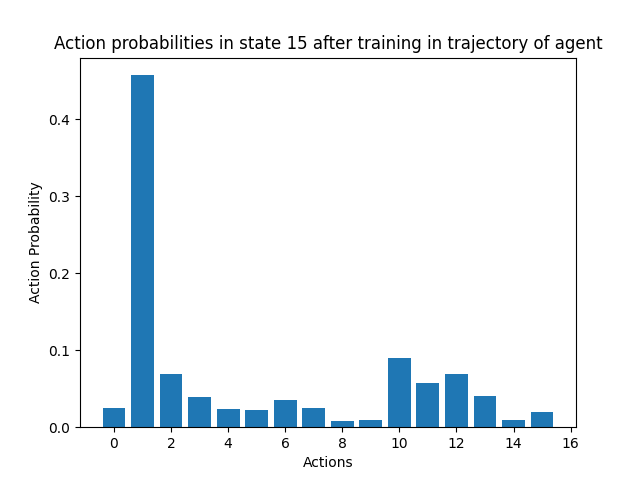 Action probabilities in state 15 after training in trajectory of agent
0.4
0.3
0.2
0.1
0.0
Action Probability
0 2 4 6 8 10 12 14 16
Actions